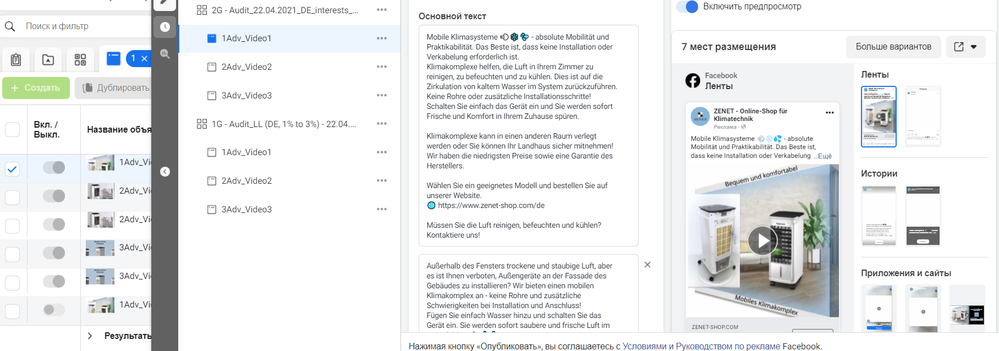 Поиск и фильтр
1
Создать
Дублировать
Вкл. /
Выкл.
Название объя
1Adv_Vi
2Adv_Vi
2Adv_Vi
3Adv_Vi
3Adv_Vi
1Adv_Vi
Результать
2G - Audit_22.04.2021_DE_interests_...
1Adv_Video1
2Adv_Video2
3Adv_Video3
1G - Audit_LL (DE, 1% to 3%) - 22.04....
1Adv_Video1
2Adv_Video2
3Adv_Video3
Основной текст
Mobile Klimasysteme 💨❄💦 - absolute Mobilität und
Praktikabilität. Das Beste ist, dass keine Installation oder
Verkabelung erforderlich ist.
Klimakomplexe helfen, die Luft in Ihrem Zimmer zu
reinigen, zu befeuchten und zu kühlen. Dies ist auf die
Zirkulation von kaltem Wasser im System zurückzuführen.
Keine Rohre oder zusätzliche Installationsschritte!
Schalten Sie einfach das Gerät ein und Sie werden sofort
Frische und Komfort in Ihrem Zuhause spüren.
Klimakomplexe kann in einen anderen Raum verlegt
werden oder Sie können Ihr Landhaus sicher mitnehmen!
Wir haben die niedrigsten Preise sowie eine Garantie des
Herstellers.
Wählen Sie ein geeignetes Modell und bestellen Sie auf
unserer Website.
🌐 https://www.zenet-shop.com/de
Müssen Sie die Luft reinigen, befeuchten und kühlen?
Kontaktiere uns!
Außerhalb des Fensters trockene und staubige Luft, aber
es ist Ihnen verboten, Außengeräte an der Fassade des
Gebäudes zu installieren? Wir bieten einen mobilen
Klimakomplex an - keine Rohre und zusätzliche
Schwierigkeiten bei Installation und Anschluss!
Fügen Sie einfach Wasser hinzu und schalten Sie das
Gerät ein. Sie werden sofort saubere und frische Luft im
Нажимая кнопку «Опубликовать», вы соглашаетесь с Условиями и Руководством по рекламе Facebook.
Включить предпросмотр
7 мест размещения
Больше вариантов
Facebook
Ленты
ZENET
ZENET - Online-Shop für
Klimatechnik
Реклама ·
Mobile Klimasysteme 💨❄💦 - absolute
Mobilität und Praktikabilität. Das Beste ist,
dass keine Installation oder Verkabelung ...Ещё
Bequem und komfortabel
Mobiles Klimakomplex
ZENET-SHOP.COM
Ленты
Истории
Приложения и сайты